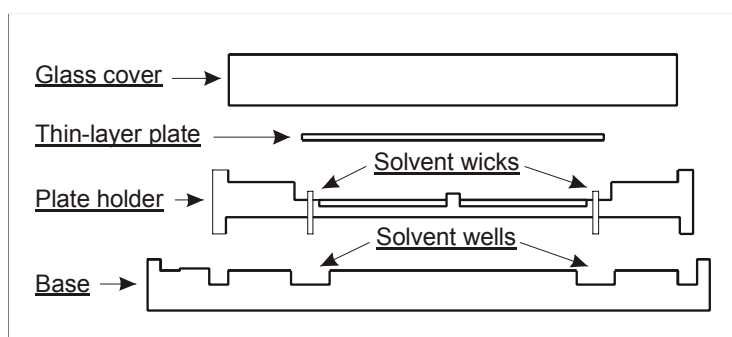 Glass cover
Thin-layer plate
Solvent wicks
Plate holder
Solvent wells
Base